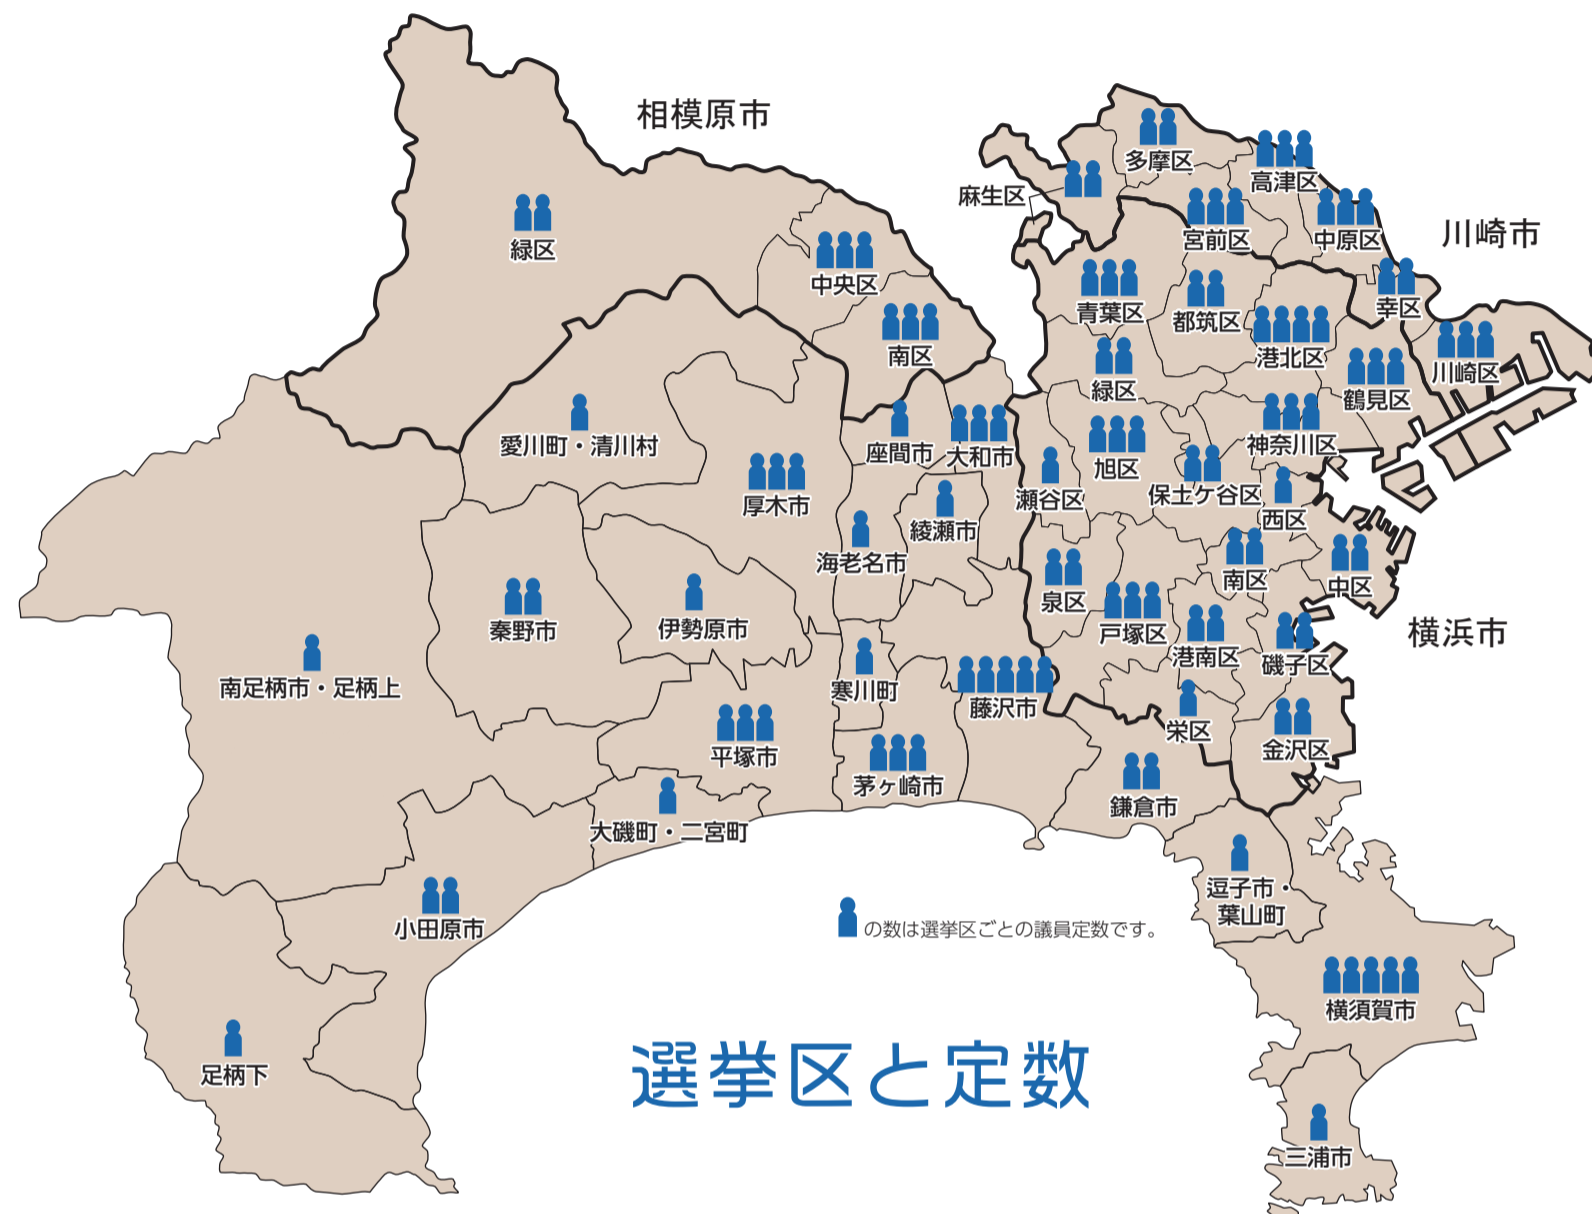 相模原市
緑区
中央区
南区
川崎市
多摩区
麻生区
高津区
宮前区
中原区
幸区
川崎区
横浜市
青葉区
都筑区
港北区
緑区
鶴見区
神奈川区
旭区
保土ケ谷区
瀬谷区
西区
南区
中区
泉区
戸塚区
港南区
磯子区
栄区
金沢区
愛川町・清川村
厚木市
座間市
大和市
綾瀬市
海老名市
秦野市
伊勢原市
南足柄市・足柄上
寒川町
藤沢市
平塚市
茅ヶ崎市
大磯町・二宮町
鎌倉市
小田原市
足柄下
逗子市・
葉山町
横須賀市
三浦市
の数は選挙区ごとの議員定数です。
選挙区と定数